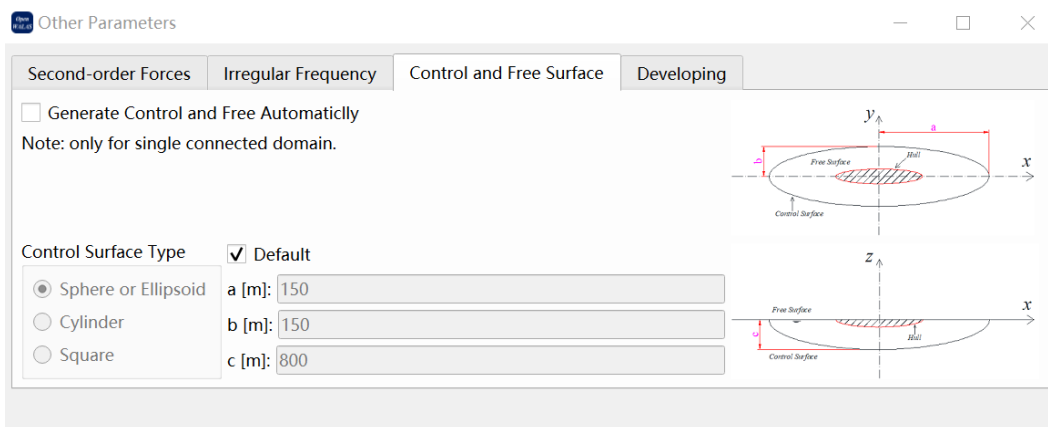 Open
WALAS
Other Parameters
Second-order Forces
Irregular Frequency
Control and Free Surface
Developing
Generate Control and Free Automaticlly
Note: only for single connected domain.
y
a
b
Free Surface
Hull
x
Control Surface
Control Surface Type
Default
Sphere or Ellipsoid
Cylinder
Square
a [m]: 150
b [m]: 150
c [m]: 800
z
x
Free Surface
c
Hull
Control Surface